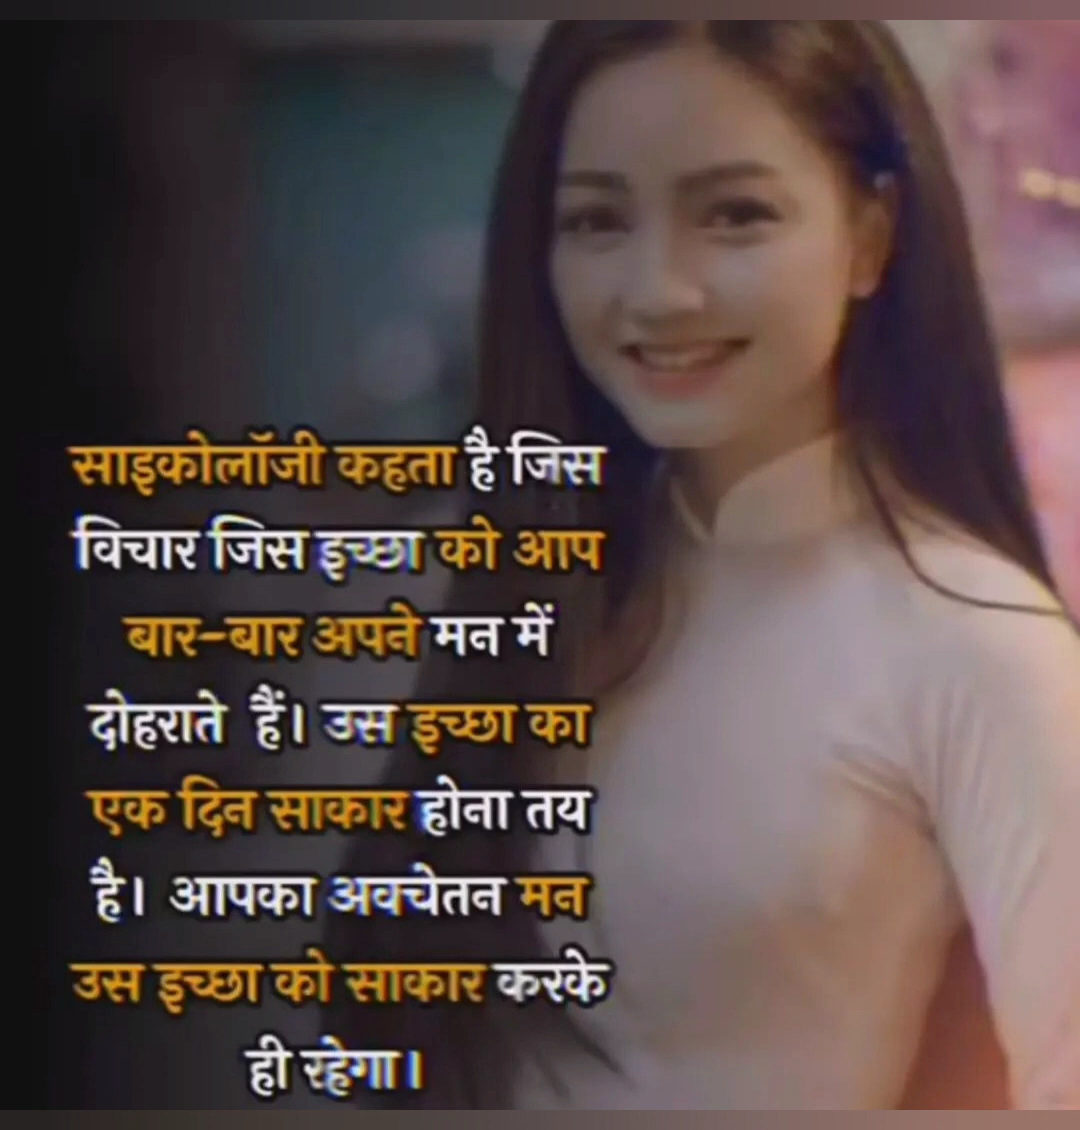 साइकोलॉजी कहता है जिस
विचार जिस इच्छा को आप
बार-बार अपने मन में
दोहराते हैं। उस इच्छा का
एक दिन साकार होना तय
है। आपका अवचेतन मन
उस इच्छा को साकार करके
ही रहेगा।